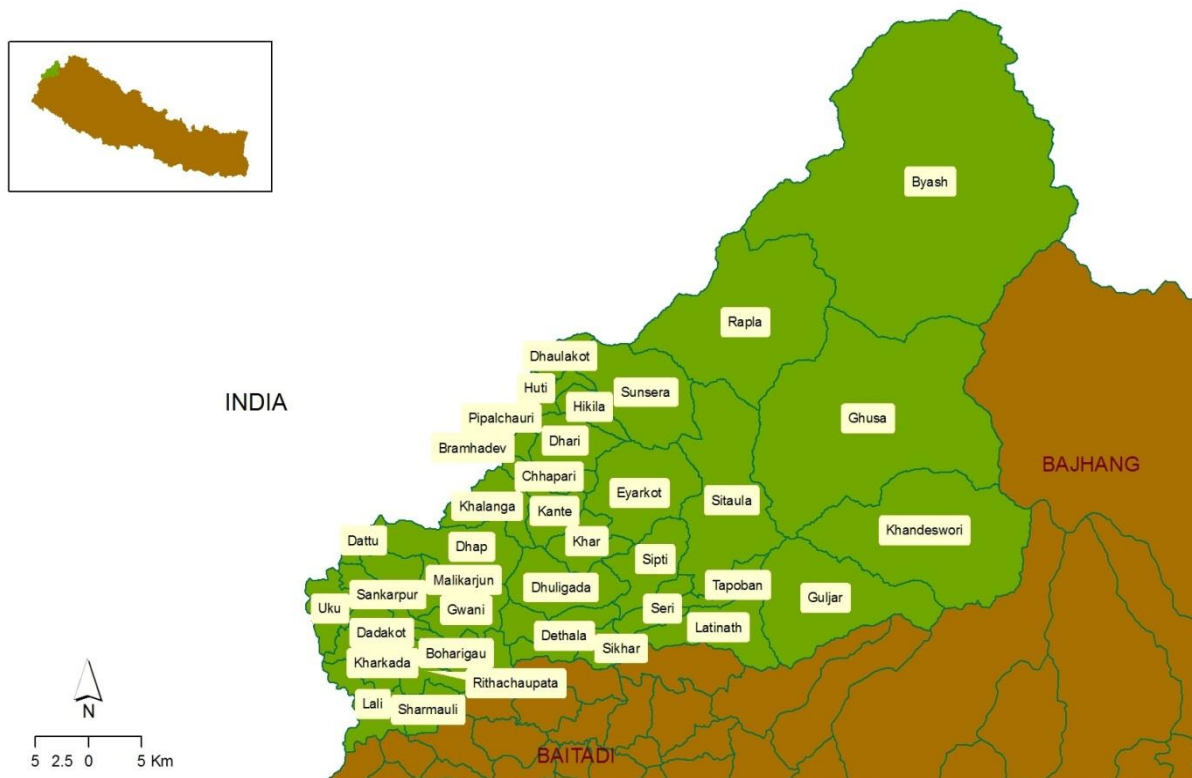 Byash
Rapla
Dhaulakot
Huti
Sunsera
INDIA
Hikila
Pipalchauri
Ghusa
Dhari
Bramhadev
BAJHANG
Chhapari
Eyarkot
Sitaula
Khalanga
Kante
Khandeswori
Dattu
Dhap
Khar
Sipti
Malikarjun
Dhuligada
Tapoban
Sankarpur
Guljar
Uku
Gwani
Seri
Latinath
Dadakot
Dethala
Sikhar
Boharigau
Kharkada
Rithachaupata
Lali
Sharmauli
N
BAITADI
5 2.5 0 5 Km